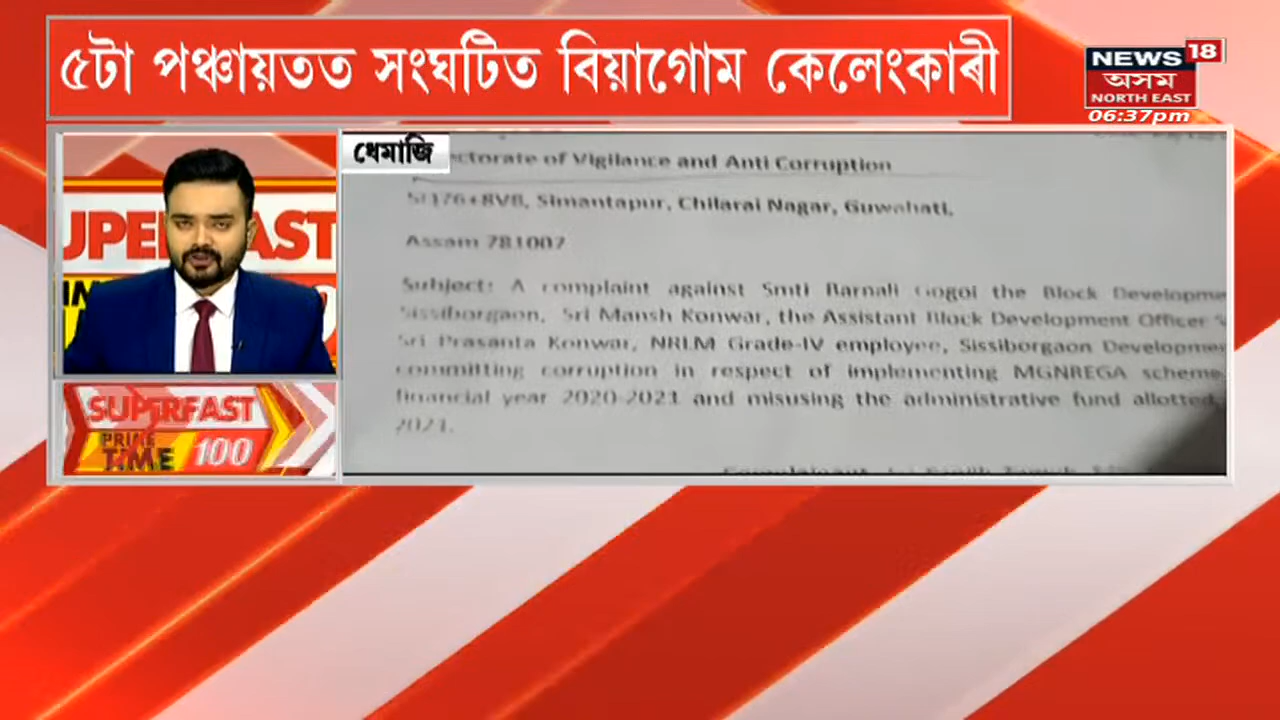 ৫টা পঞ্চায়তত সংঘটিত বিয়াগোম কেলেংকাৰী
NEWS 18
অসম
NORTH EAST
06:37pm
ধেমাজি
ectorate of Vigilance and Anti Corruption
Simantapur, Chilarai Nagar, Guwahati,
Assam 781007
Subject: A complaint against Smti Barnali Gogoi the Block Developme
Sissiborgaon, Sri Mansh Konwar, the Assistant Block Development Officer
Sri Prasanta Konwar, NRLM Grade-IV employee, Sissiborgaon Developmen
committing corruption in respect of implementing MGNREGA scheme
financial year 2020-2021 and misusing the administrative fund allotted
2021.
SUPERFAST
SUPERFAST
PRIME
TIME 100